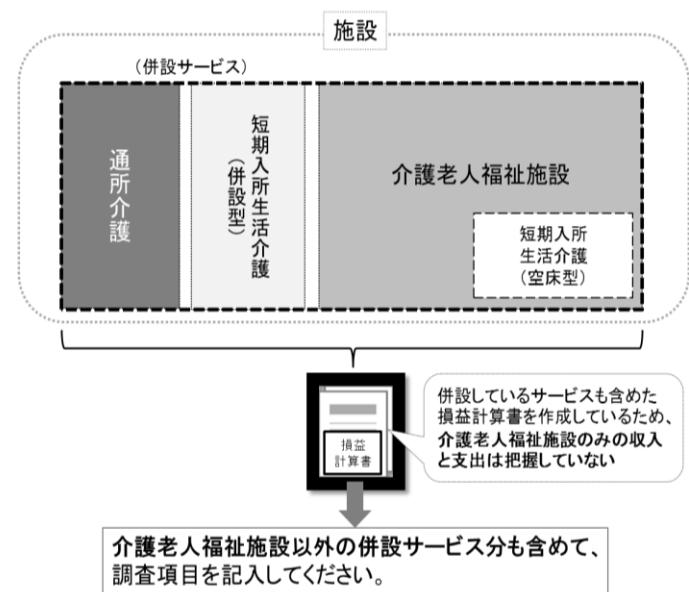 施設
（併設サービス）
通所介護
短期入所生活介護
（併設型）
介護老人福祉施設
短期入所
生活介護
（空床型）
損益
計算書
併設しているサービスも含めた
損益計算書を作成しているため、
介護老人福祉施設のみの収入
と支出は把握していない
介護老人福祉施設以外の併設サービス分も含めて、
調査項目を記入してください。